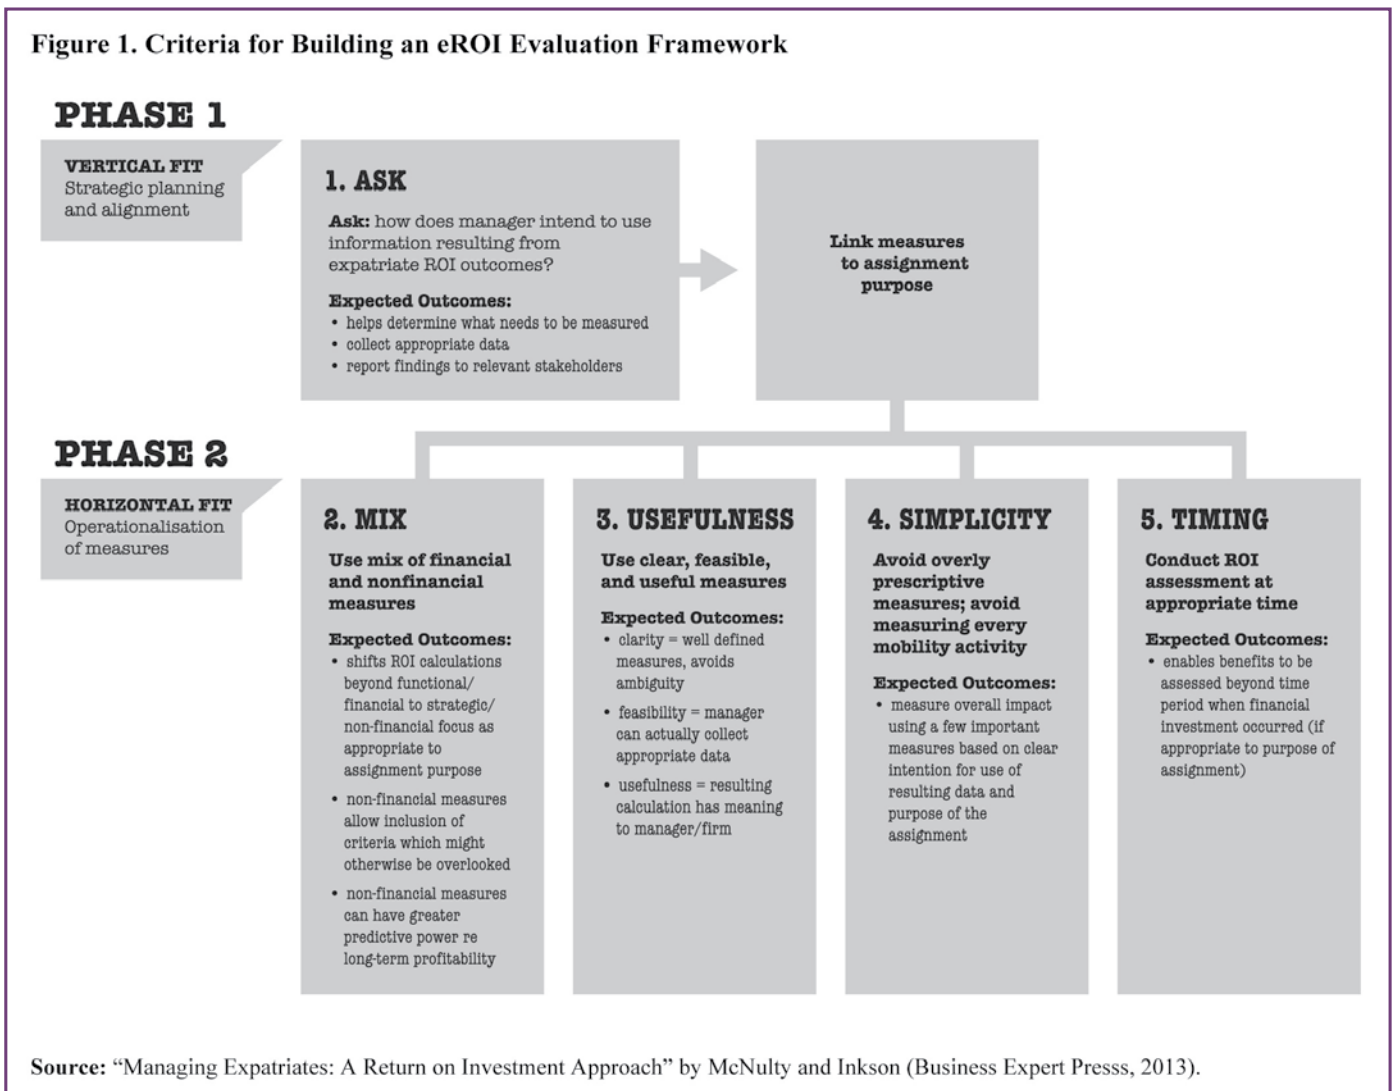 Figure 1. Criteria for Building an eROI Evaluation Framework
PHASE 1
VERTICAL FIT
Strategic planning
and alignment
1. ASK
Ask: how does manager intend to use
information resulting from
expatriate ROI outcomes?
Expected Outcomes:
• helps determine what needs to be measured
• collect appropriate data
• report findings to relevant stakeholders
Link measures
to assignment
purpose
PHASE 2
HORIZONTAL FIT
Operationalisation
of measures
2. MIX
Use mix of financial
and nonfinancial
measures
Expected Outcomes:
• shifts ROI calculations
beyond functional/
financial to strategic/
non-financial focus as
appropriate to
assignment purpose
• non-financial measures
allow inclusion of
criteria which might
otherwise be overlooked
• non-financial measures
can have greater
predictive power re
long-term profitability
3. USEFULNESS
Use clear, feasible,
and useful measures
Expected Outcomes:
• clarity = well defined
measures, avoids
ambiguity
• feasibility = manager
can actually collect
appropriate data
• usefulness = resulting
calculation has meaning
to manager/firm
4. SIMPLICITY
Avoid overly
prescriptive
measures; avoid
measuring every
mobility activity
Expected Outcomes:
• measure overall impact
using a few important
measures based on clear
intention for use of
resulting data and
purpose of the
assignment
5. TIMING
Conduct ROI
assessment at
appropriate time
Expected Outcomes:
• enables benefits to be
assessed beyond time
period when financial
investment occurred (if
appropriate to purpose of
assignment)
Source: “Managing Expatriates: A Return on Investment Approach” by McNulty and Inkson (Business Expert Presss, 2013).